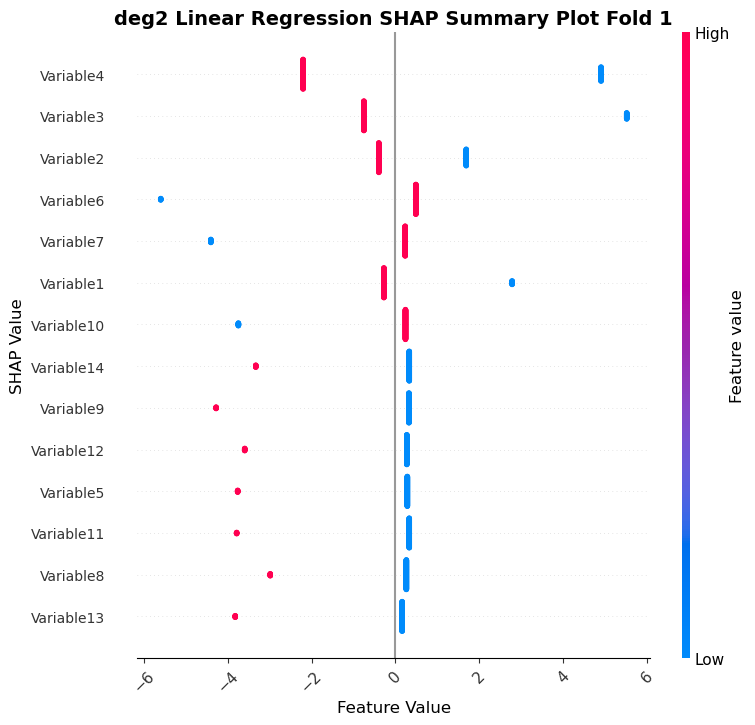 deg2 Linear Regression SHAP Summary Plot Fold 1
High
Variable4
Variable3
Variable2
Variable6
Variable7
Variable1
Variable10
Variable14
Variable9
Variable12
Variable5
Variable11
Variable8
Variable13
SHAP Value
Feature value
Low
−6
−4
−2
0
2
4
6
Feature Value